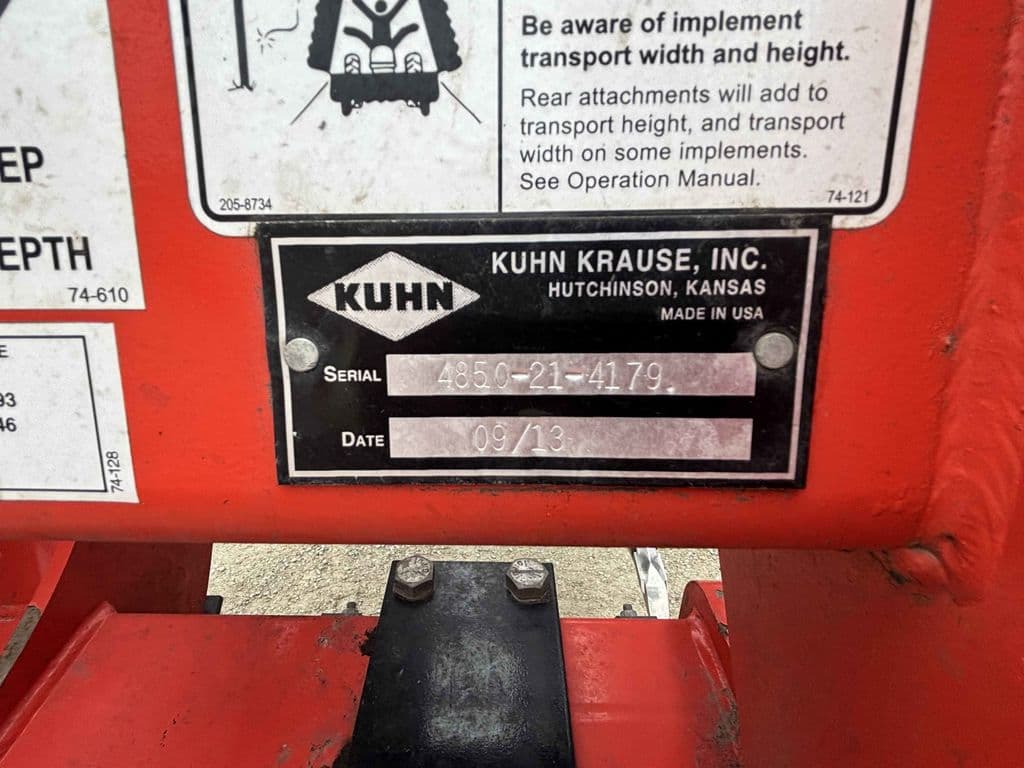 Be aware of implement
transport width and height.
Rear attachments will add to
transport height, and transport
width on some implements.
See Operation Manual.
205-8734
74-121
EP
EPTH
74-610
E
93
46
74-128
KUHN
KUHN KRAUSE, INC.
HUTCHINSON, KANSAS
MADE IN USA
SERIAL 4850-21-4179
DATE 09/13